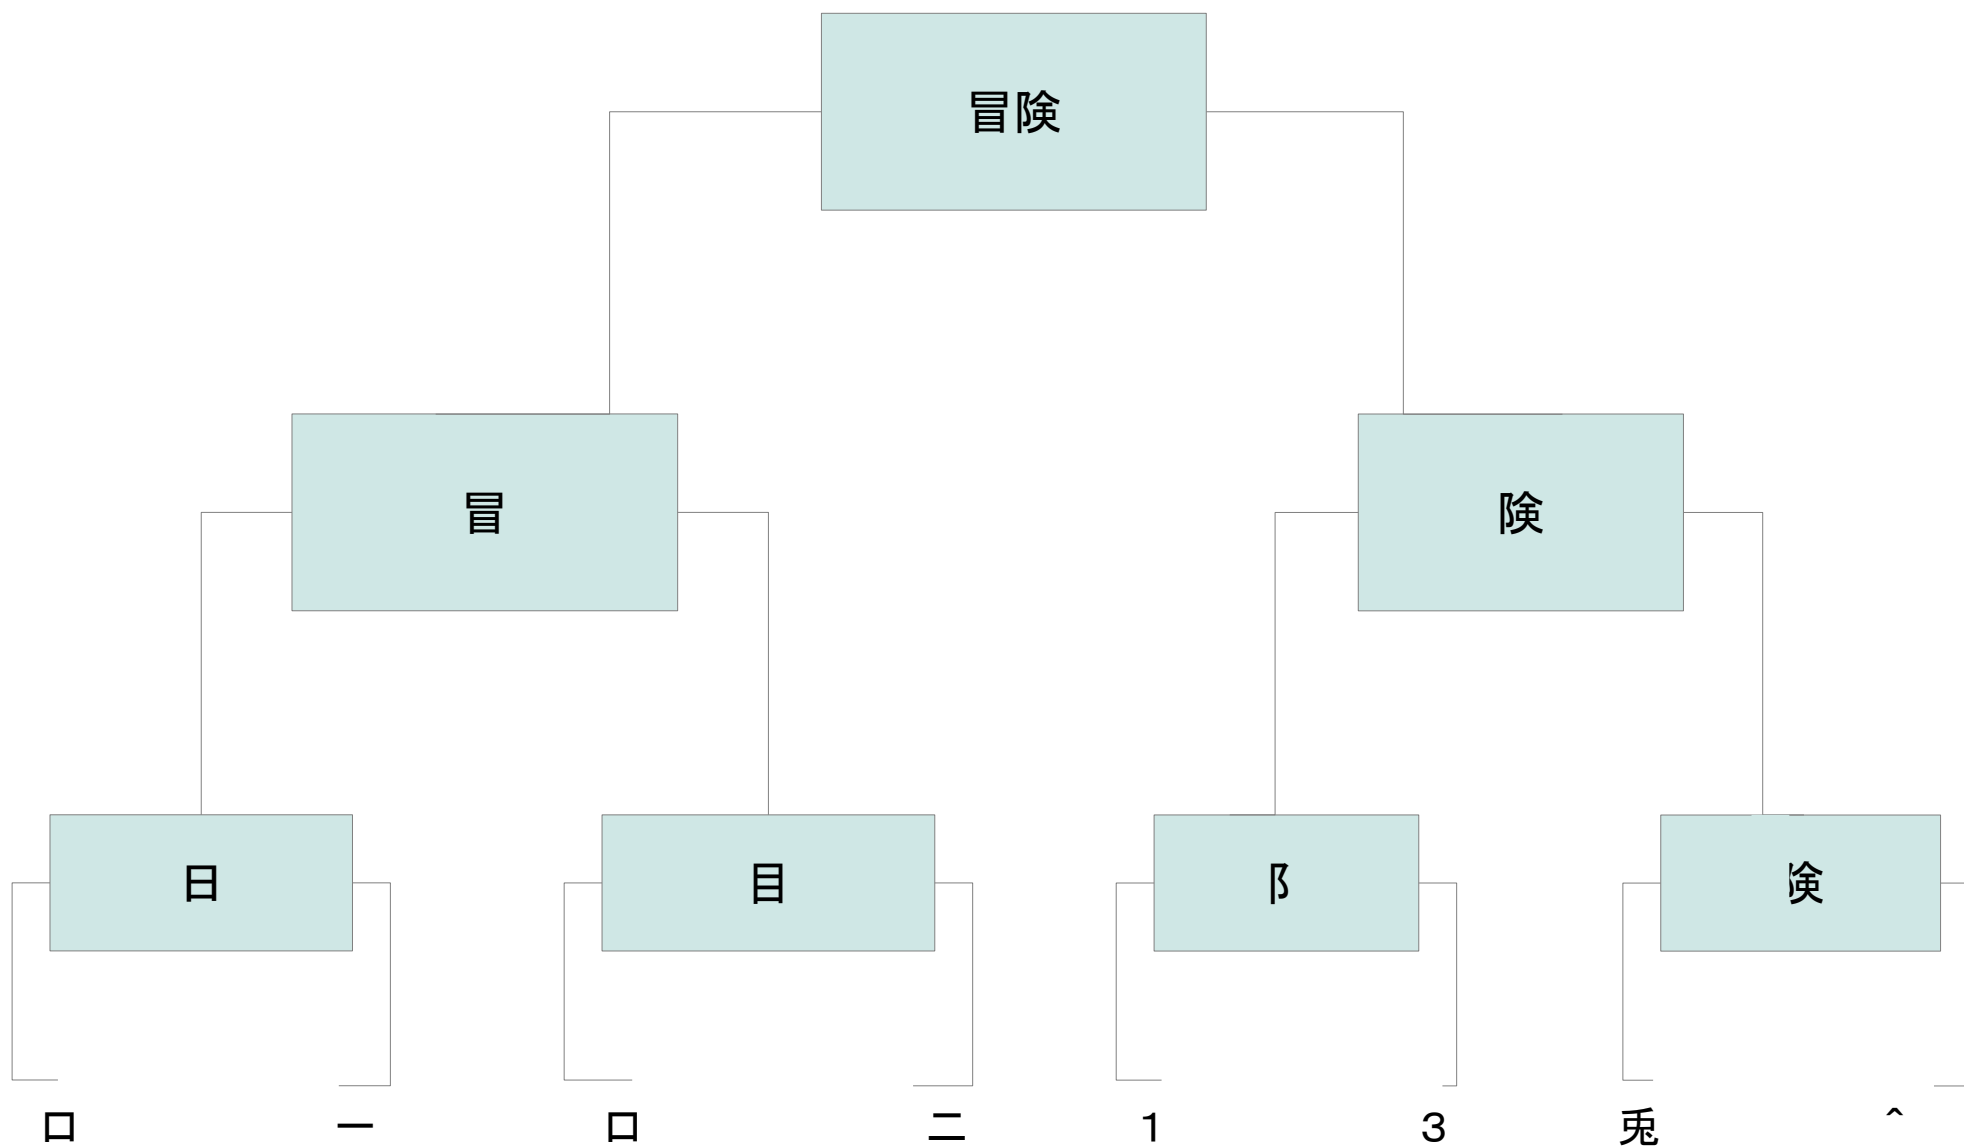 冒険
冒 険
日 目 阝 㑒
口 一 口 二 1 3 兎 ^